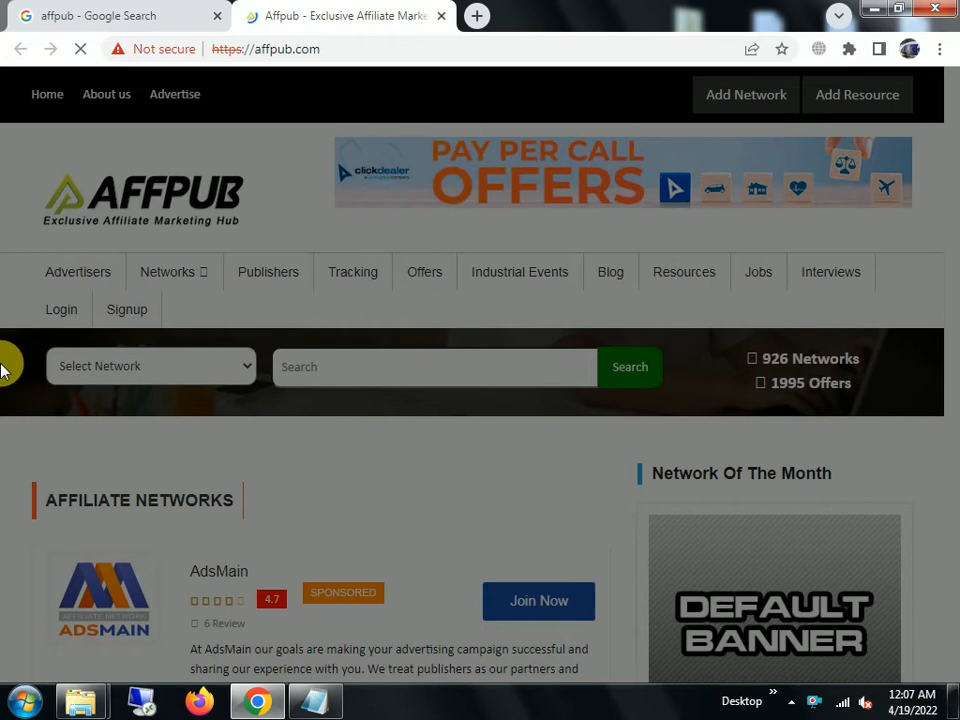 affpub - Google Search
Affpub - Exclusive Affiliate Marke
Not secure
https://affpub.com
Home
About us
Advertise
Add Network
Add Resource
AFFPUB
Exclusive Affiliate Marketing Hub
clickdealer
PAY PER CALL
OFFERS
Advertisers
Networks
Publishers
Tracking
Offers
Industrial Events
Blog
Resources
Jobs
Interviews
Login
Signup
Select Network
Search
Search
926 Networks
1995 Offers
AFFILIATE NETWORKS
Network Of The Month
ADSMAIN
AFFILIATE NETWORK
AdsMain
4.7
SPONSORED
6 Review
Join Now
At AdsMain our goals are making your advertising campaign successful and
sharing our experience with you. We treat publishers as our partners and
DEFAULT
BANNER
Desktop
12:07 AM
4/19/2022